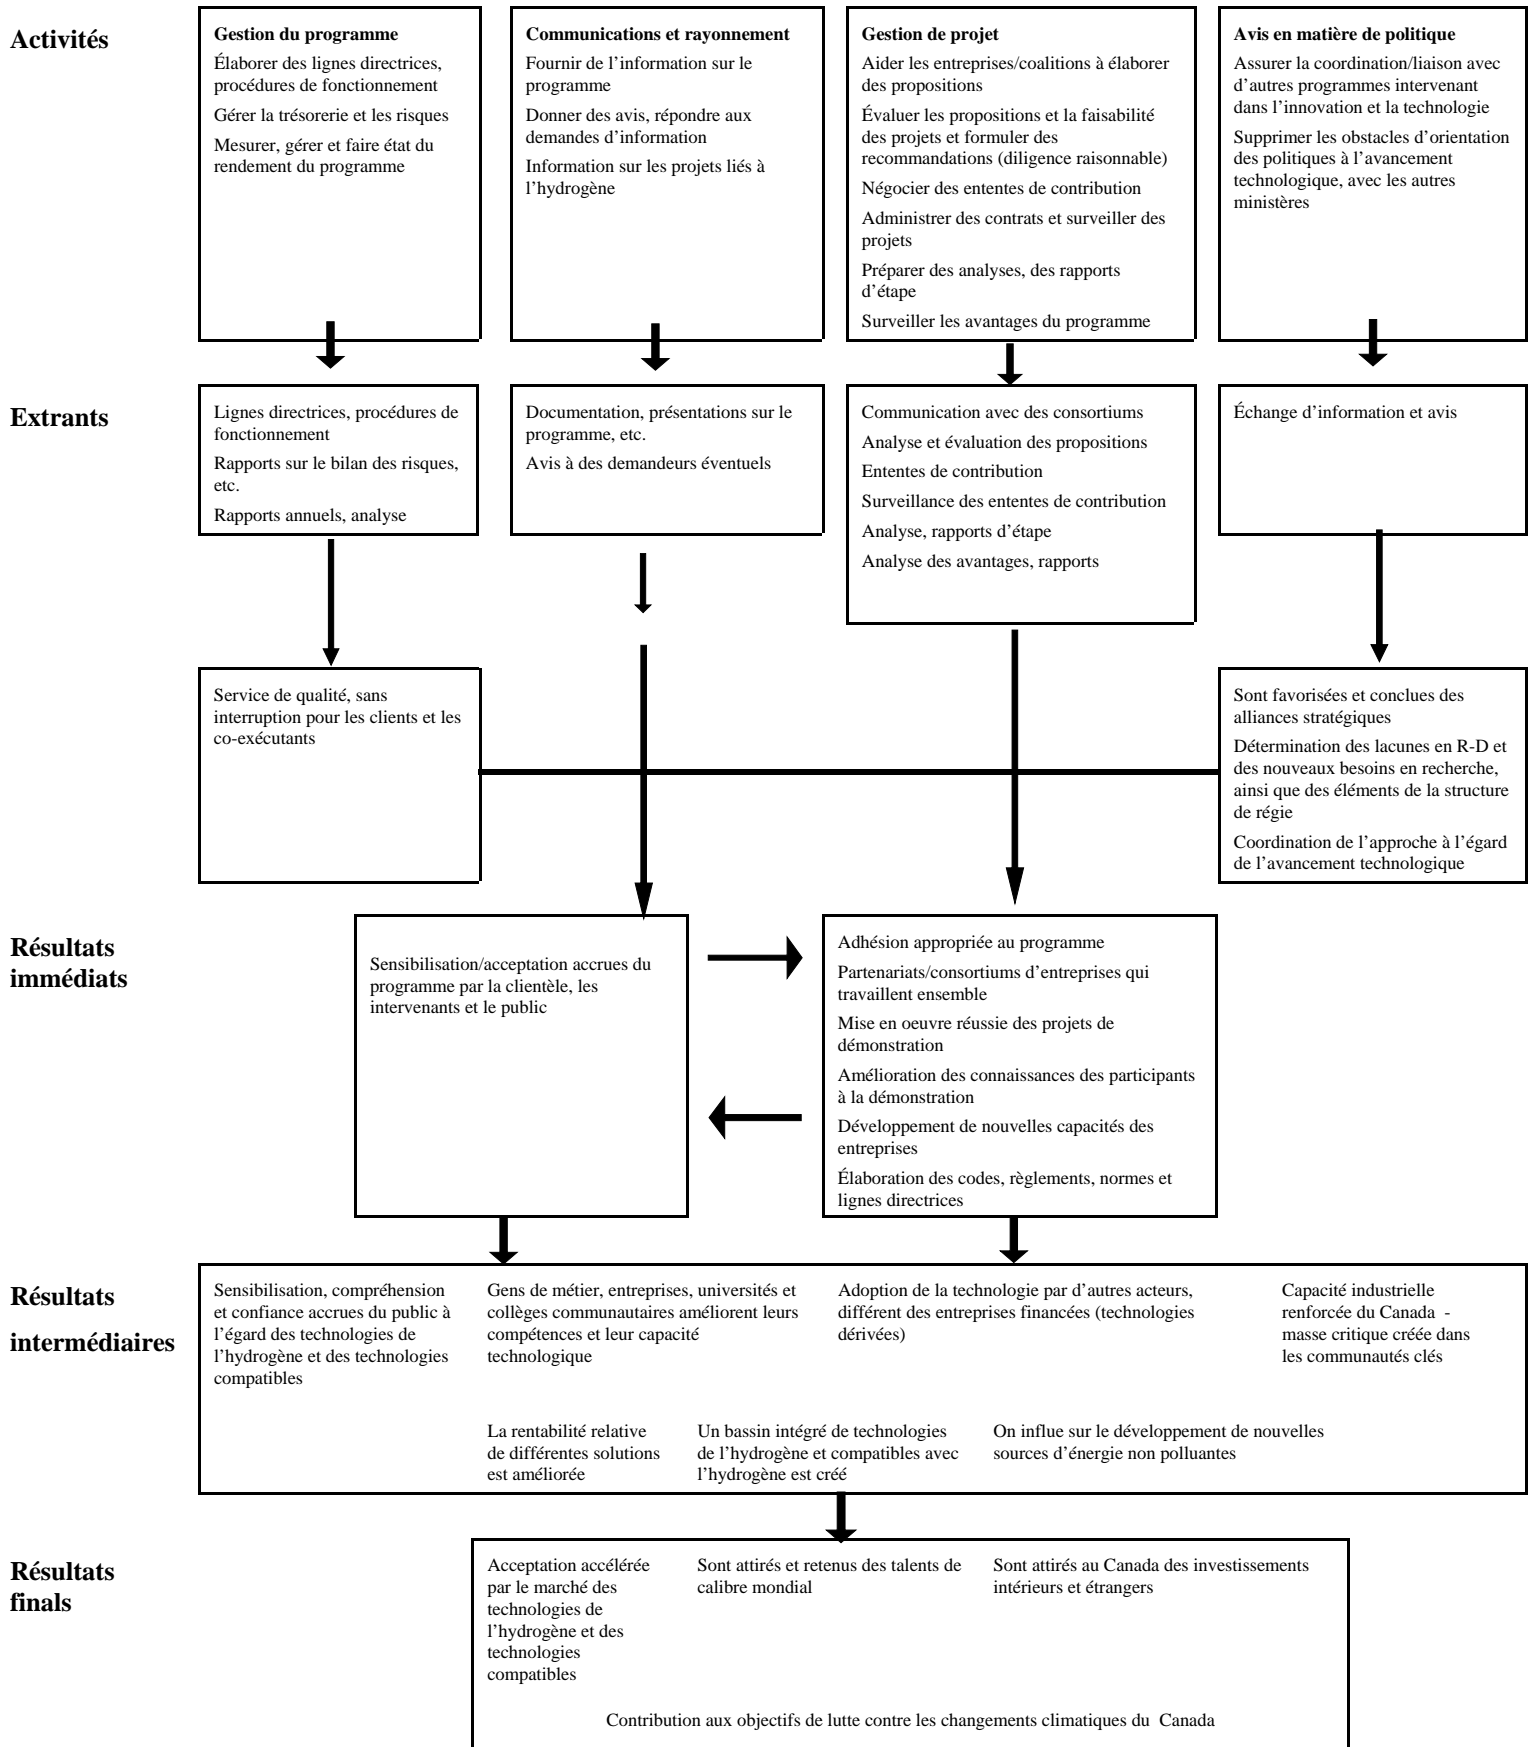 Activités
Gestion du programme
Élaborer des lignes directrices,
procédures de fonctionnement
Gérer la trésorerie et les risques
Mesurer, gérer et faire état du
rendement du programme
Communications et rayonnement
Fournir de l’information sur le
programme
Donner des avis, répondre aux
demandes d’information
Information sur les projets liés à
l’hydrogène
Gestion de projet
Aider les entreprises/coalitions à élaborer
des propositions
Évaluer les propositions et la faisabilité
des projets et formuler des
recommandations (diligence raisonnable)
Négocier des ententes de contribution
Administrer des contrats et surveiller des
projets
Préparer des analyses, des rapports
d’étape
Surveiller les avantages du programme
Avis en matière de politique
Assurer la coordination/liaison avec
d’autres programmes intervenant
dans l’innovation et la technologie
Supprimer les obstacles d’orientation
des politiques à l’avancement
technologique, avec les autres
ministères
Extrants
Lignes directrices, procédures de
fonctionnement
Rapports sur le bilan des risques,
etc.
Rapports annuels, analyse
Documentation, présentations sur le
programme, etc.
Avis à des demandeurs éventuels
Communication avec des consortiums
Analyse et évaluation des propositions
Ententes de contribution
Surveillance des ententes de contribution
Analyse, rapports d’étape
Analyse des avantages, rapports
Échange d’information et avis
Service de qualité, sans
interruption pour les clients et les
co-exécutants
Sont favorisées et conclues des
alliances stratégiques
Détermination des lacunes en R-D et
des nouveaux besoins en recherche,
ainsi que des éléments de la structure
de régie
Coordination de l’approche à l’égard
de l’avancement technologique
Résultats
immédiats
Sensibilisation/acceptation accrues du
programme par la clientèle, les
intervenants et le public
Adhésion appropriée au programme
Partenariats/consortiums d’entreprises qui
travaillent ensemble
Mise en oeuvre réussie des projets de
démonstration
Amélioration des connaissances des participants
à la démonstration
Développement de nouvelles capacités des
entreprises
Élaboration des codes, règlements, normes et
lignes directrices
Résultats
intermédiaires
Sensibilisation, compréhension
et confiance accrues du public à
l’égard des technologies de
l’hydrogène et des technologies
compatibles
Gens de métier, entreprises, universités et
collèges communautaires améliorent leurs
compétences et leur capacité
technologique
Adoption de la technologie par d’autres acteurs,
différent des entreprises financées (technologies
dérivées)
Capacité industrielle
renforcée du Canada -
masse critique créée dans
les communautés clés
La rentabilité relative
de différentes solutions
est améliorée
Un bassin intégré de technologies
de l’hydrogène et compatibles avec
l’hydrogène est créé
On influe sur le développement de nouvelles
sources d’énergie non polluantes
Résultats
finals
Acceptation accélérée
par le marché des
technologies de
l’hydrogène et des
technologies
compatibles
Sont attirés et retenus des talents de
calibre mondial
Sont attirés au Canada des investissements
intérieurs et étrangers
Contribution aux objectifs de lutte contre les changements climatiques du Canada